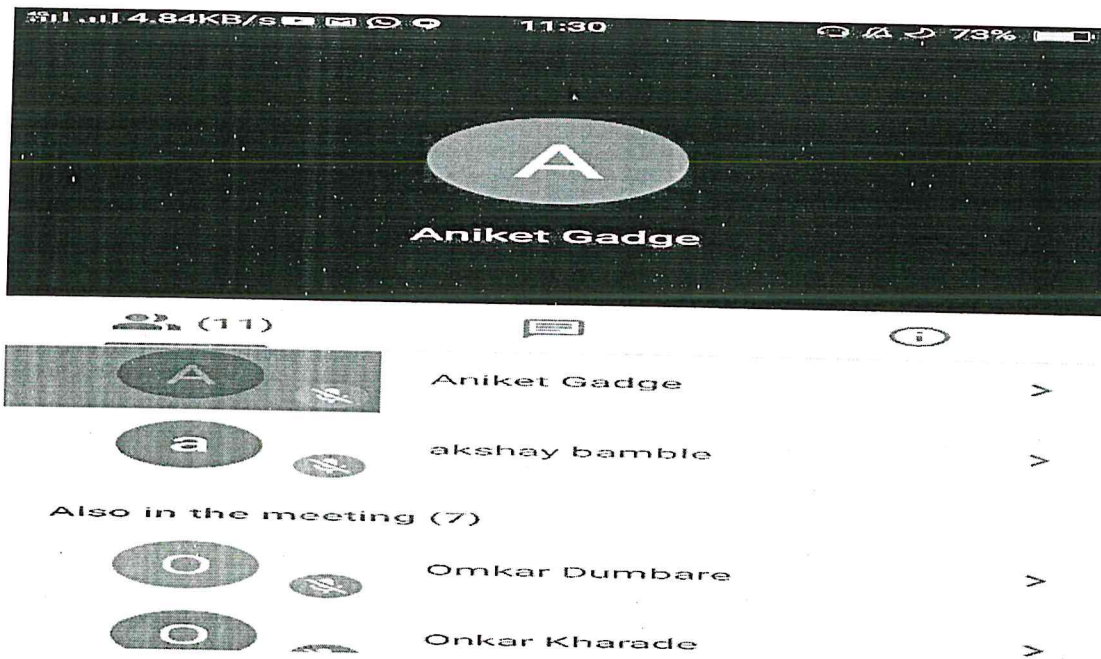 4G 4.84KB/s 11:30 73%
A
Aniket Gadge
(11)
A Aniket Gadge >
a akshay bamble >
Also in the meeting (7)
O Omkar Dumbare >
O Onkar Kharade >